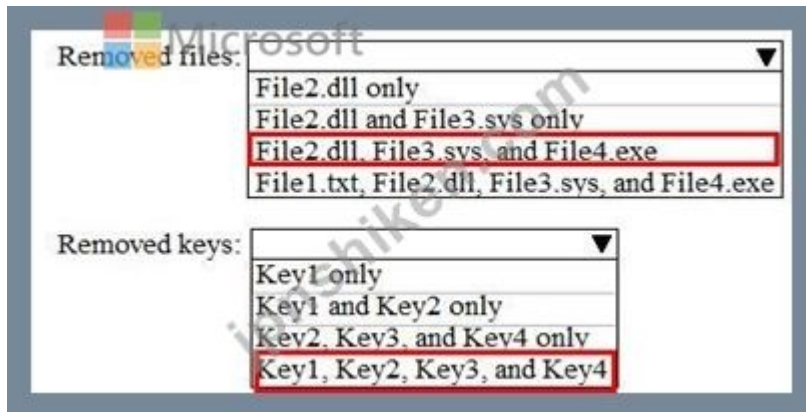 Microsoft
Removed files:
File2.dll only
File2.dll and File3.sys only
File2.dll, File3.sys, and File4.exe
File1.txt, File2.dll, File3.sys, and File4.exe
Removed keys:
Key1 only
Key1 and Key2 only
Key2, Key3, and Key4 only
Key1, Key2, Key3, and Key4
jpnshiken.com